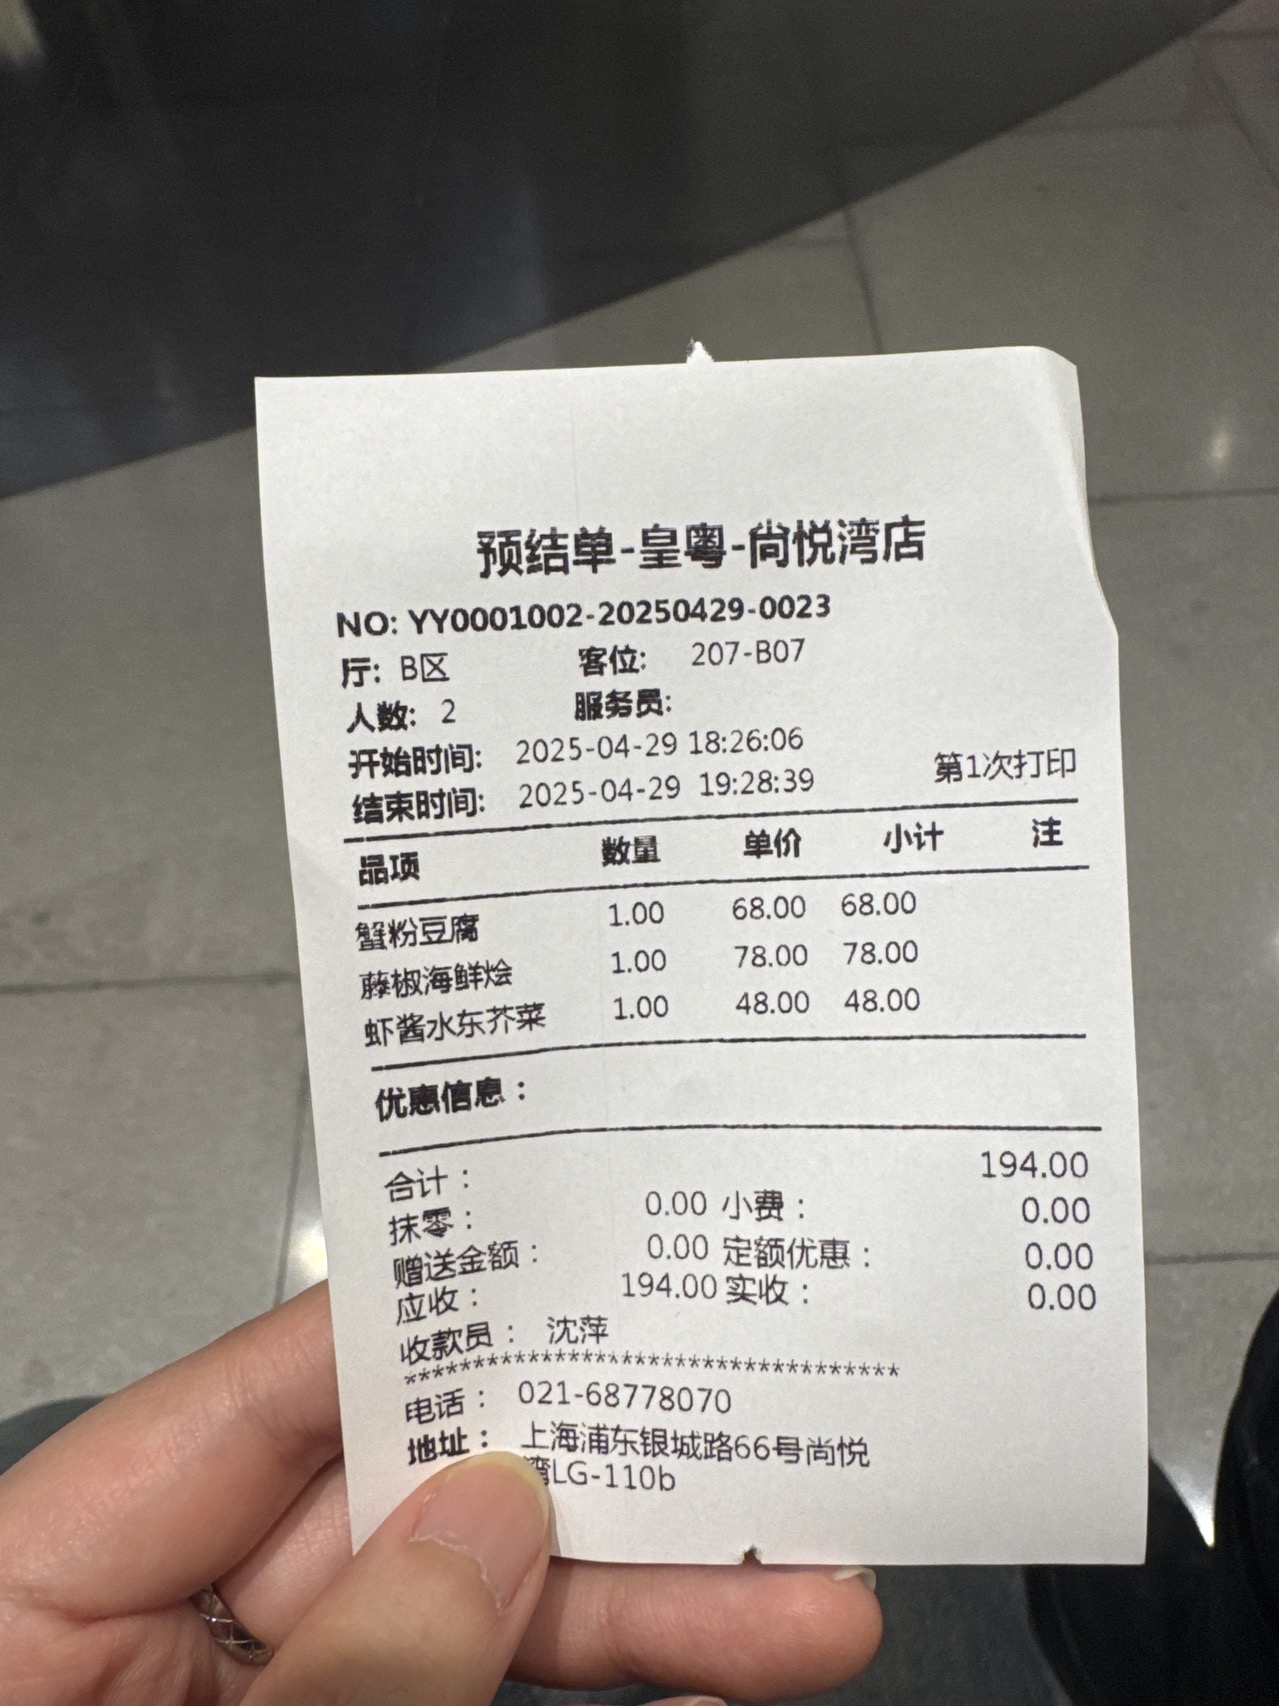 预结单-皇粤-尚悦湾店
NO: YY0001002-20250429-0023
厅: B区 客位: 207-B07
人数: 2 服务员:
开始时间: 2025-04-29 18:26:06
结束时间: 2025-04-29 19:28:39 第1次打印
品项 数量 单价 小计 注
蟹粉豆腐 1.00 68.00 68.00
藤椒海鲜烩 1.00 78.00 78.00
虾酱水东芥菜 1.00 48.00 48.00
优惠信息：
合计： 194.00
抹零： 0.00 小费： 0.00
赠送金额： 0.00 定额优惠： 0.00
应收： 194.00 实收： 0.00
收款员： 沈萍
*************************************
电话： 021-68778070
地址： 上海浦东银城路66号尚悦
湾LG-110b